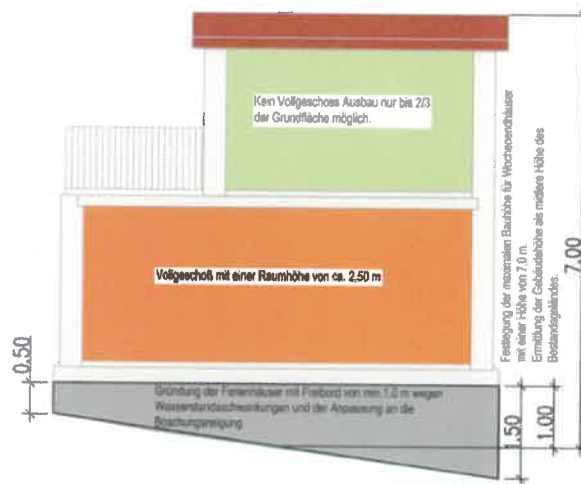 Kein Vollgeschoss Ausbau nur bis 2/3
der Grundfläche möglich.
Vollgeschoß mit einer Raumhöhe von ca. 2,50 m
Gründung der Ferienhäuser mit Freibord von min.1,0 m wegen
Wasserstandsschwankungen und der Anpassung an die
Böschungsneigung
0.50
Festlegung der maximalen Bauhöhe für Wochenendhäuser
mit einer Höhe von 7,0 m.
Ermittlung der Gebäudehöhe als mittlere Höhe des
Bestandsgeländes.
1.50
1.00
7.00